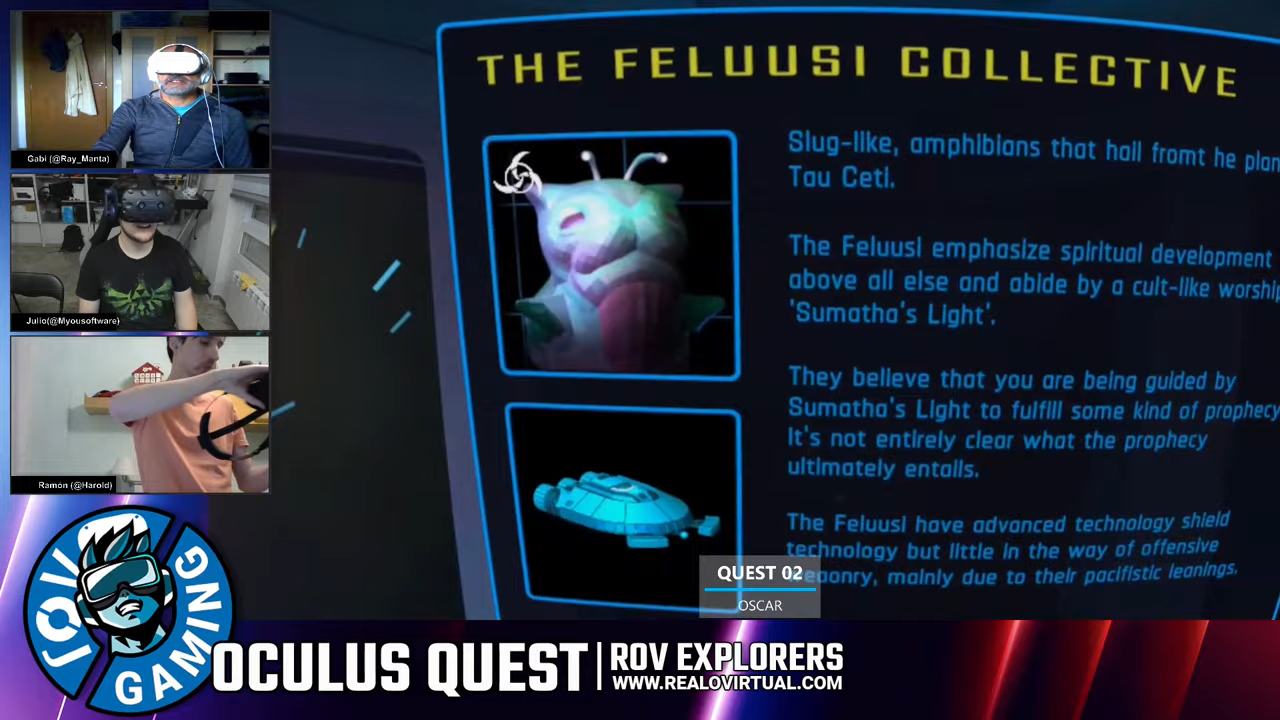 THE FELUUSI COLLECTIVE
Slug-like, amphibians that hail fromt he plan
Tau Ceti.
The Feluusi emphasize spiritual development
above all else and abide by a cult-like worship
'Sumatha's Light'.
They believe that you are being guided by
Sumatha's Light to fulfill some kind of prophecy
It's not entirely clear what the prophecy
ultimately entails.
The Feluusi have advanced technology shield
technology but little in the way of offensive
weaponry, mainly due to their pacifistic leanings.
Gabi (@Ray_Manta)
Julio(@Myousoftware)
Ramón (@Harold)
QUEST 02
OSCAR
ROV
GAMING
OCULUS QUEST | ROV EXPLORERS
WWW.REALOVIRTUAL.COM